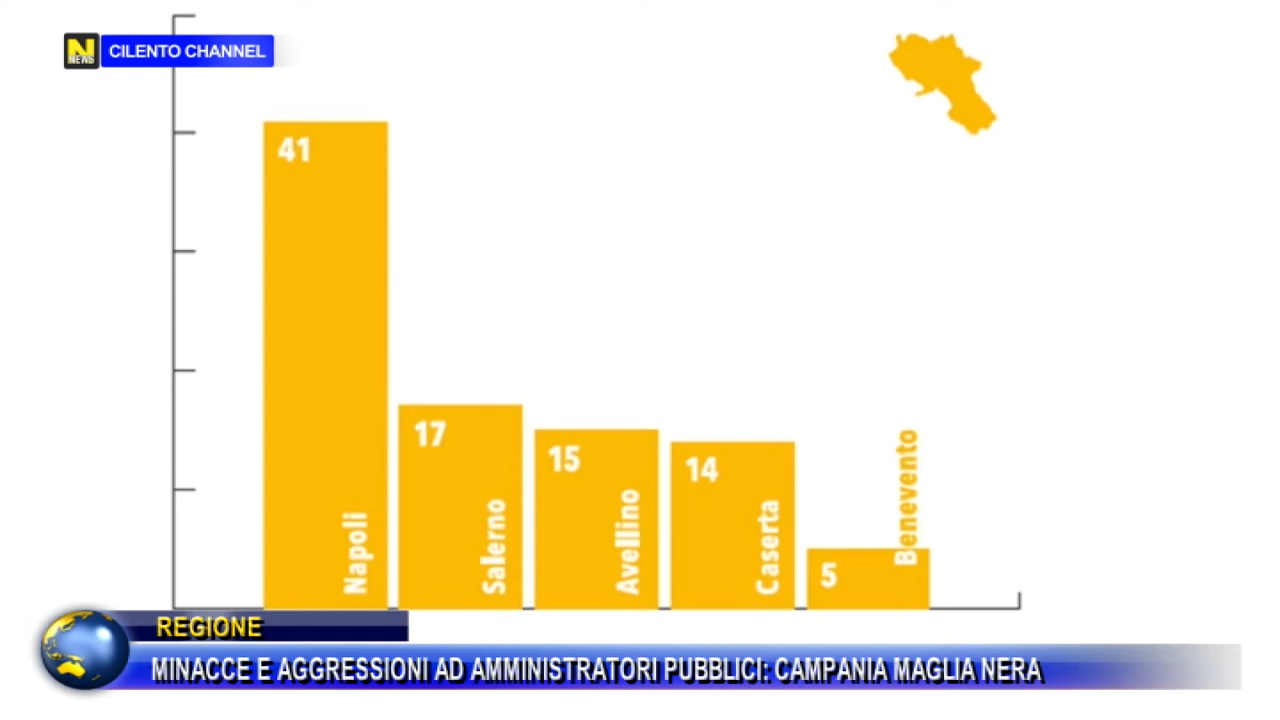 N
NEWS
CILENTO CHANNEL
41
Napoli
17
Salerno
15
Avellino
14
Caserta
5
Benevento
REGIONE
MINACCE E AGGRESSIONI AD AMMINISTRATORI PUBBLICI: CAMPANIA MAGLIA NERA